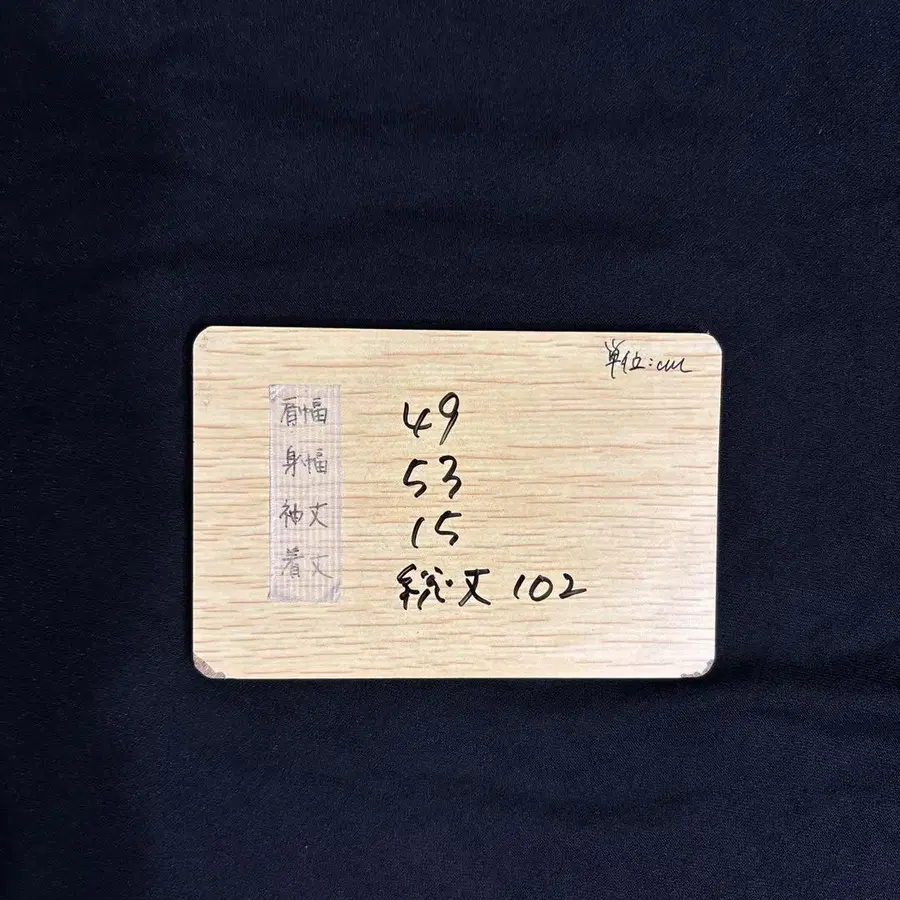 単位:cm
肩幅 49
身幅 53
袖丈 15
着丈 総丈 102